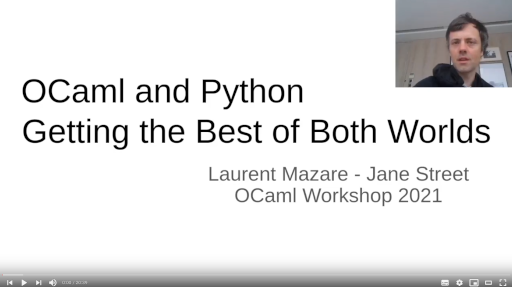 OCaml and Python
Getting the Best of Both Worlds
Laurent Mazare - Jane Street
OCaml Workshop 2021